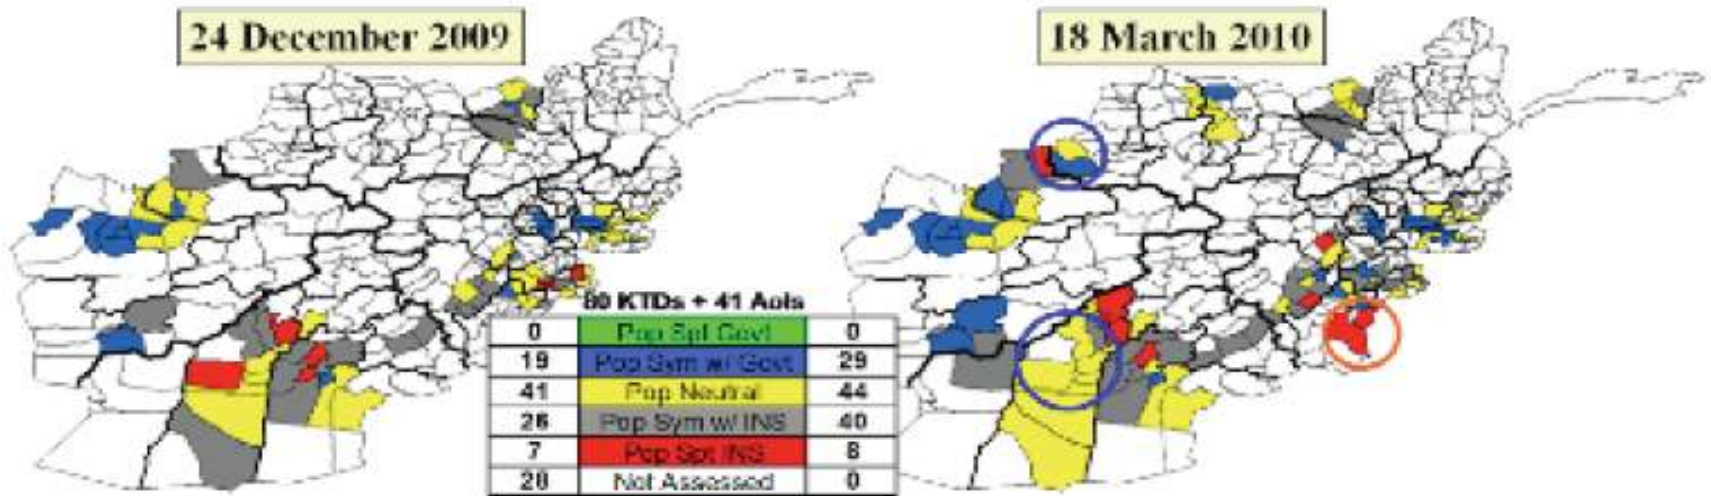 24 December 2009
18 March 2010
80 KTDs + 41 AoIs
0 Pop Spt Govt 0
19 Pop Sym w/ Govt 29
41 Pop Neutral 44
26 Pop Sym w/ INS 40
7 Pop Spt INS 8
28 Not Assessed 0